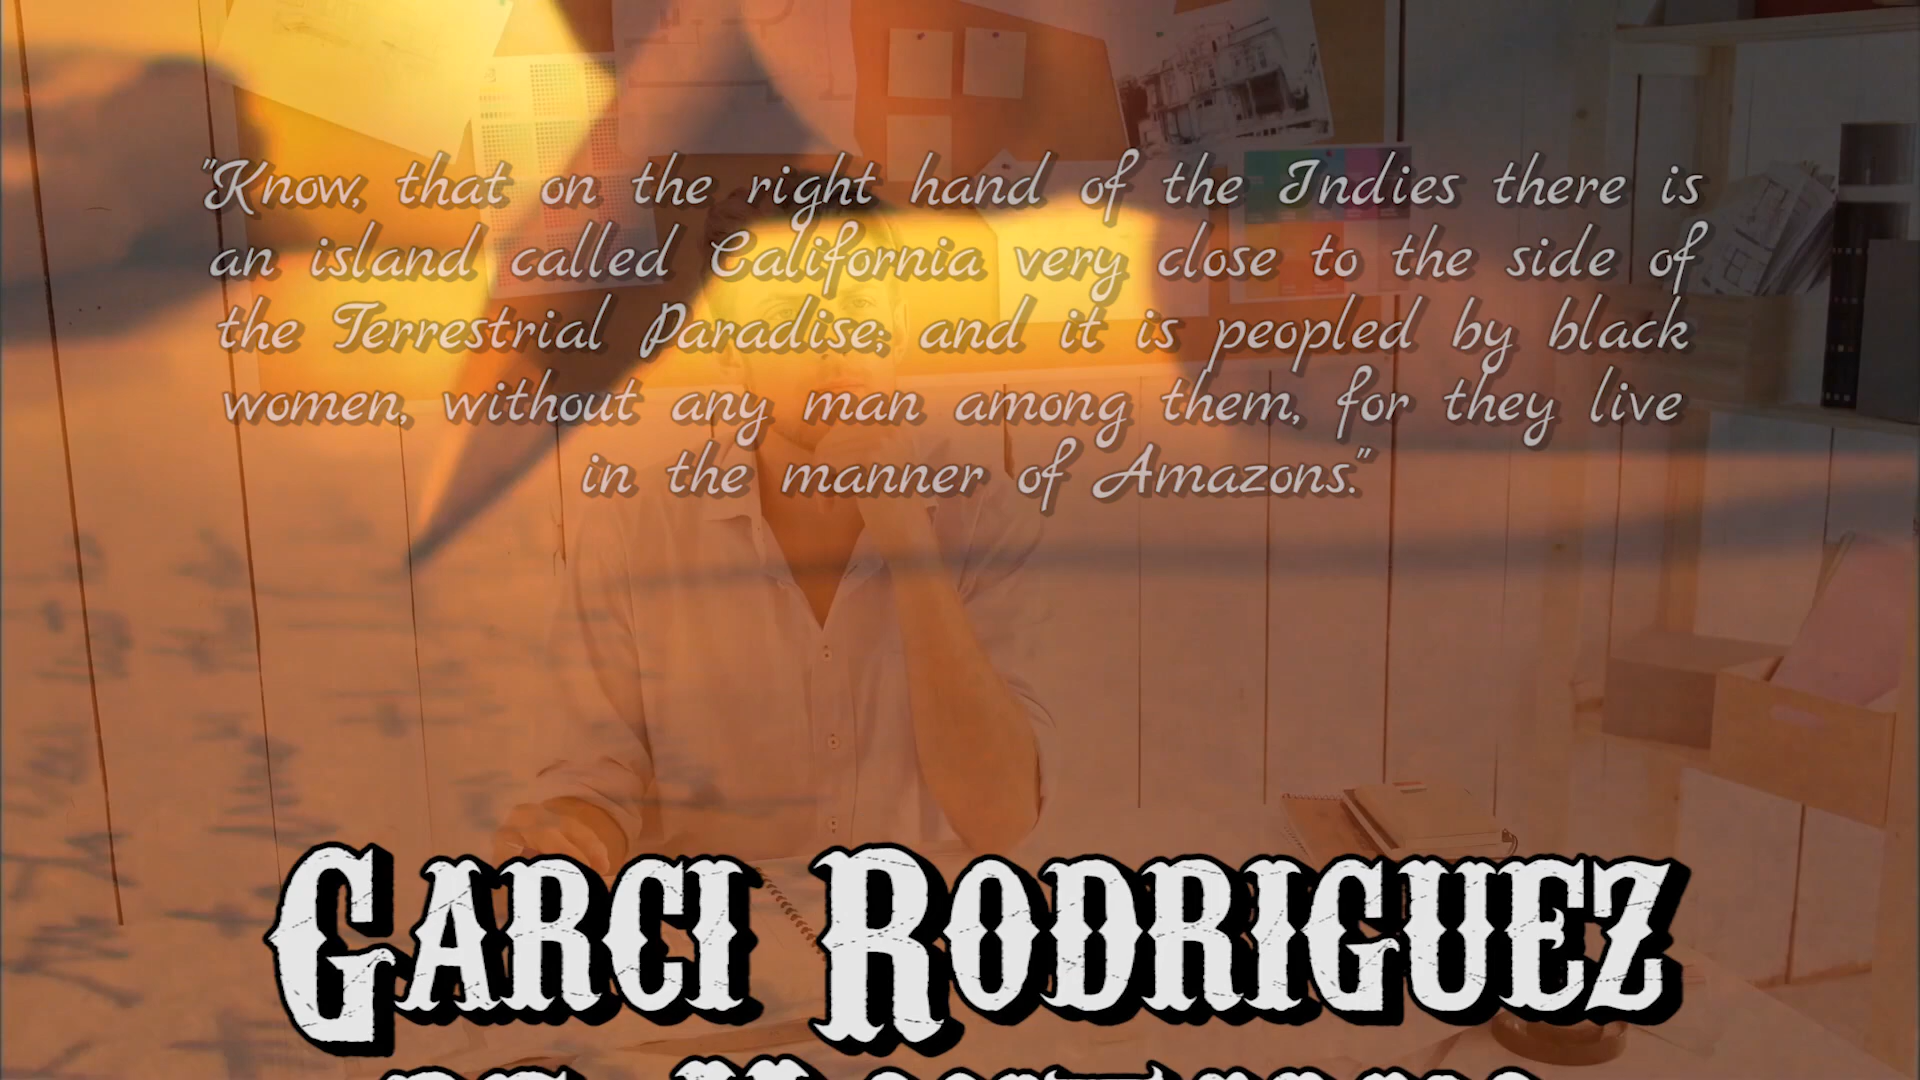 "Know, that on the right hand of the Indies there is
an island called California very close to the side of
the Terrestrial Paradise; and it is peopled by black
women, without any man among them, for they live
in the manner of Amazons."
GARCI RODRIGUEZ